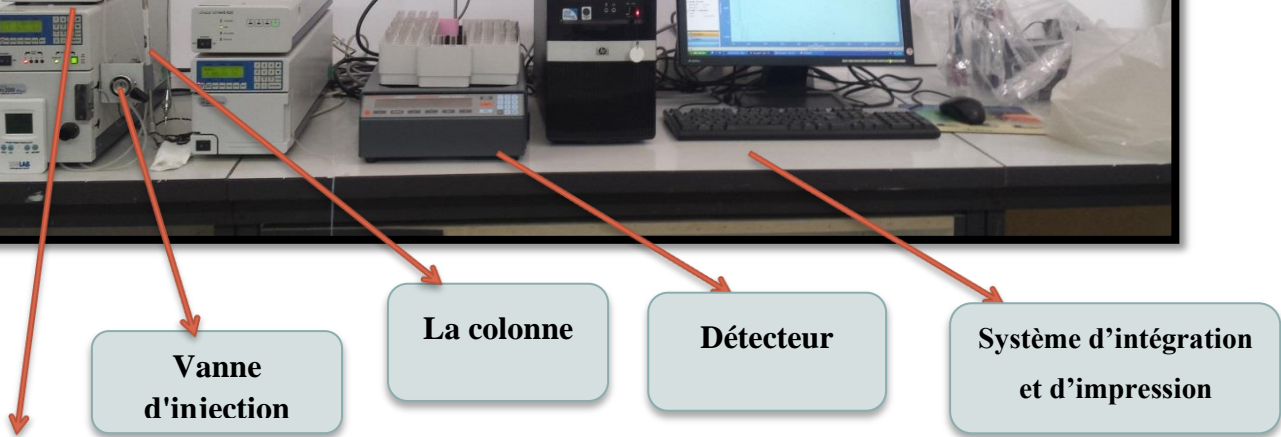 La colonne
Détecteur
Système d’intégration
et d’impression
Vanne
d'injection